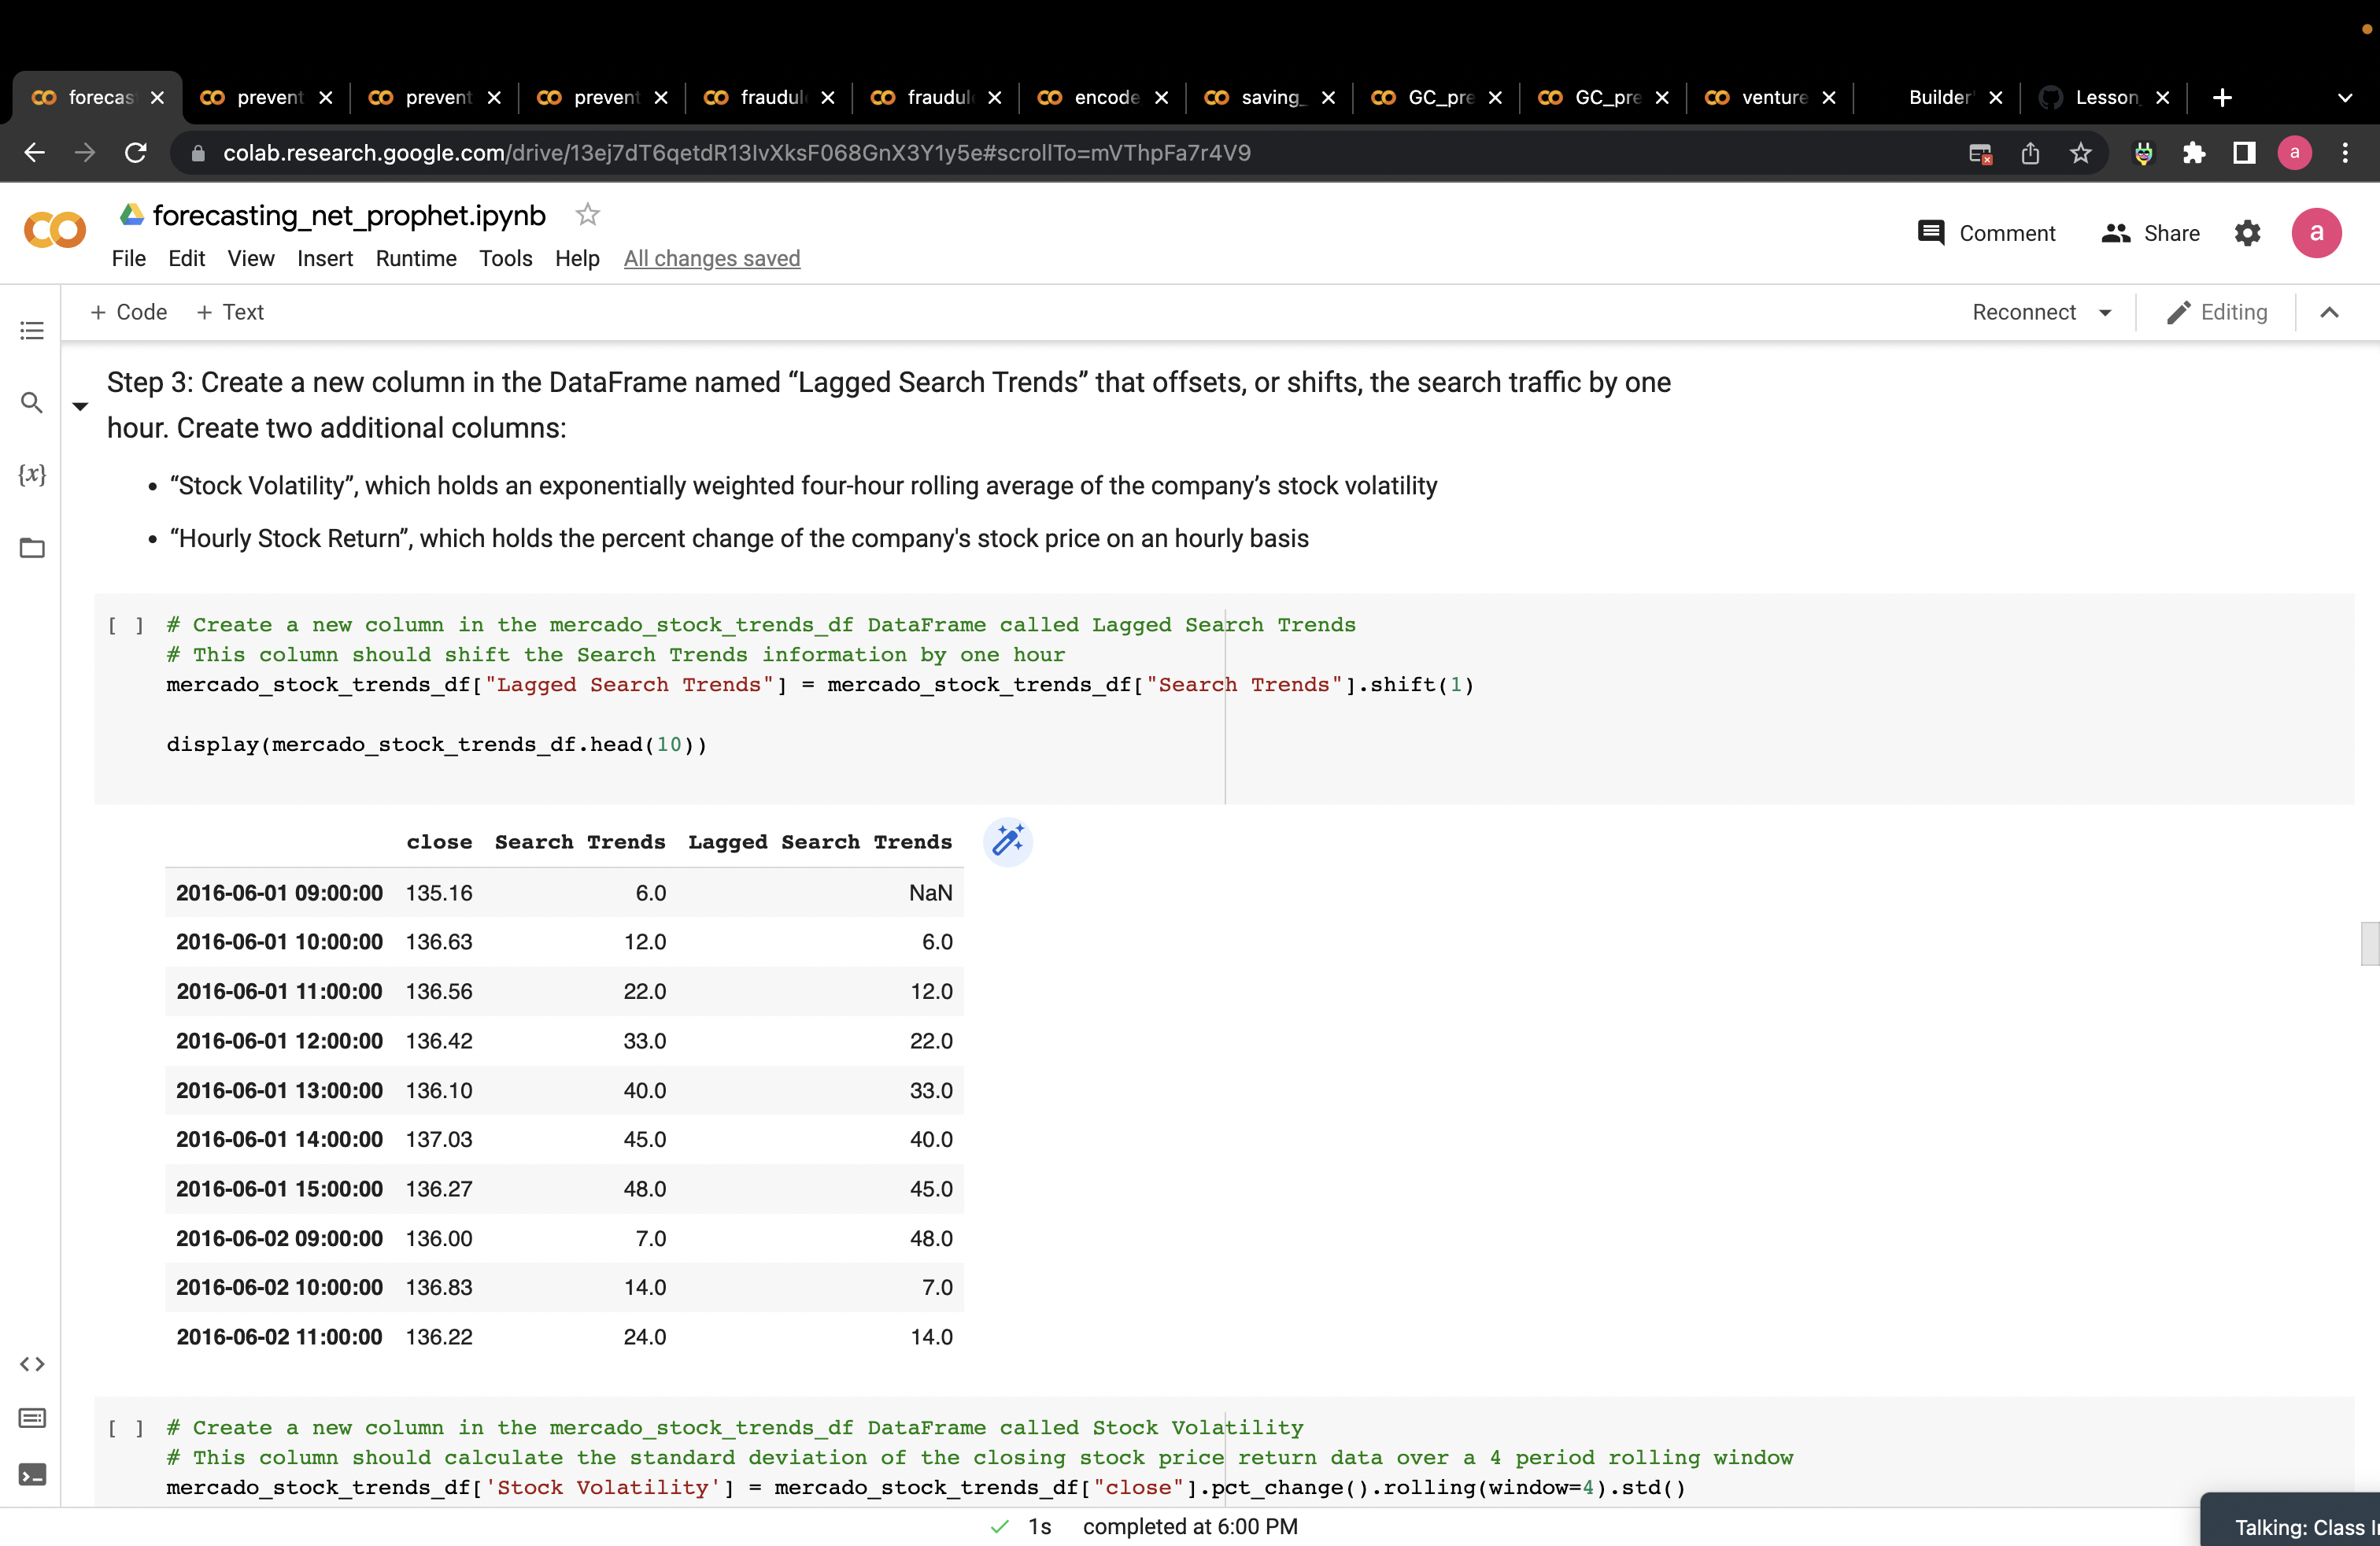 forecas prevent prevent prevent fraudul fraudul encode saving_ GC_pre GC_pre venture Builder' Lesson_
colab.research.google.com/drive/13ej7dT6qetdR13IvXksF068GnX3Y1y5e#scrollTo=mVThpFa7r4V9 a
forecasting_net_prophet.ipynb
Comment Share a
File Edit View Insert Runtime Tools Help All changes saved
+ Code + Text Reconnect Editing
Step 3: Create a new column in the DataFrame named “Lagged Search Trends” that offsets, or shifts, the search traffic by one
hour. Create two additional columns:
• “Stock Volatility”, which holds an exponentially weighted four-hour rolling average of the company’s stock volatility
• “Hourly Stock Return”, which holds the percent change of the company's stock price on an hourly basis
{x}
[ ] # Create a new column in the mercado_stock_trends_df DataFrame called Lagged Search Trends
# This column should shift the Search Trends information by one hour
mercado_stock_trends_df["Lagged Search Trends"] = mercado_stock_trends_df["Search Trends"].shift(1)
display(mercado_stock_trends_df.head(10))
close Search Trends Lagged Search Trends
2016-06-01 09:00:00 135.16 6.0 NaN
2016-06-01 10:00:00 136.63 12.0 6.0
2016-06-01 11:00:00 136.56 22.0 12.0
2016-06-01 12:00:00 136.42 33.0 22.0
2016-06-01 13:00:00 136.10 40.0 33.0
2016-06-01 14:00:00 137.03 45.0 40.0
2016-06-01 15:00:00 136.27 48.0 45.0
2016-06-02 09:00:00 136.00 7.0 48.0
2016-06-02 10:00:00 136.83 14.0 7.0
2016-06-02 11:00:00 136.22 24.0 14.0
[ ] # Create a new column in the mercado_stock_trends_df DataFrame called Stock Volatility
# This column should calculate the standard deviation of the closing stock price return data over a 4 period rolling window
mercado_stock_trends_df['Stock Volatility'] = mercado_stock_trends_df["close"].pct_change().rolling(window=4).std()
1s completed at 6:00 PM
Talking: Class